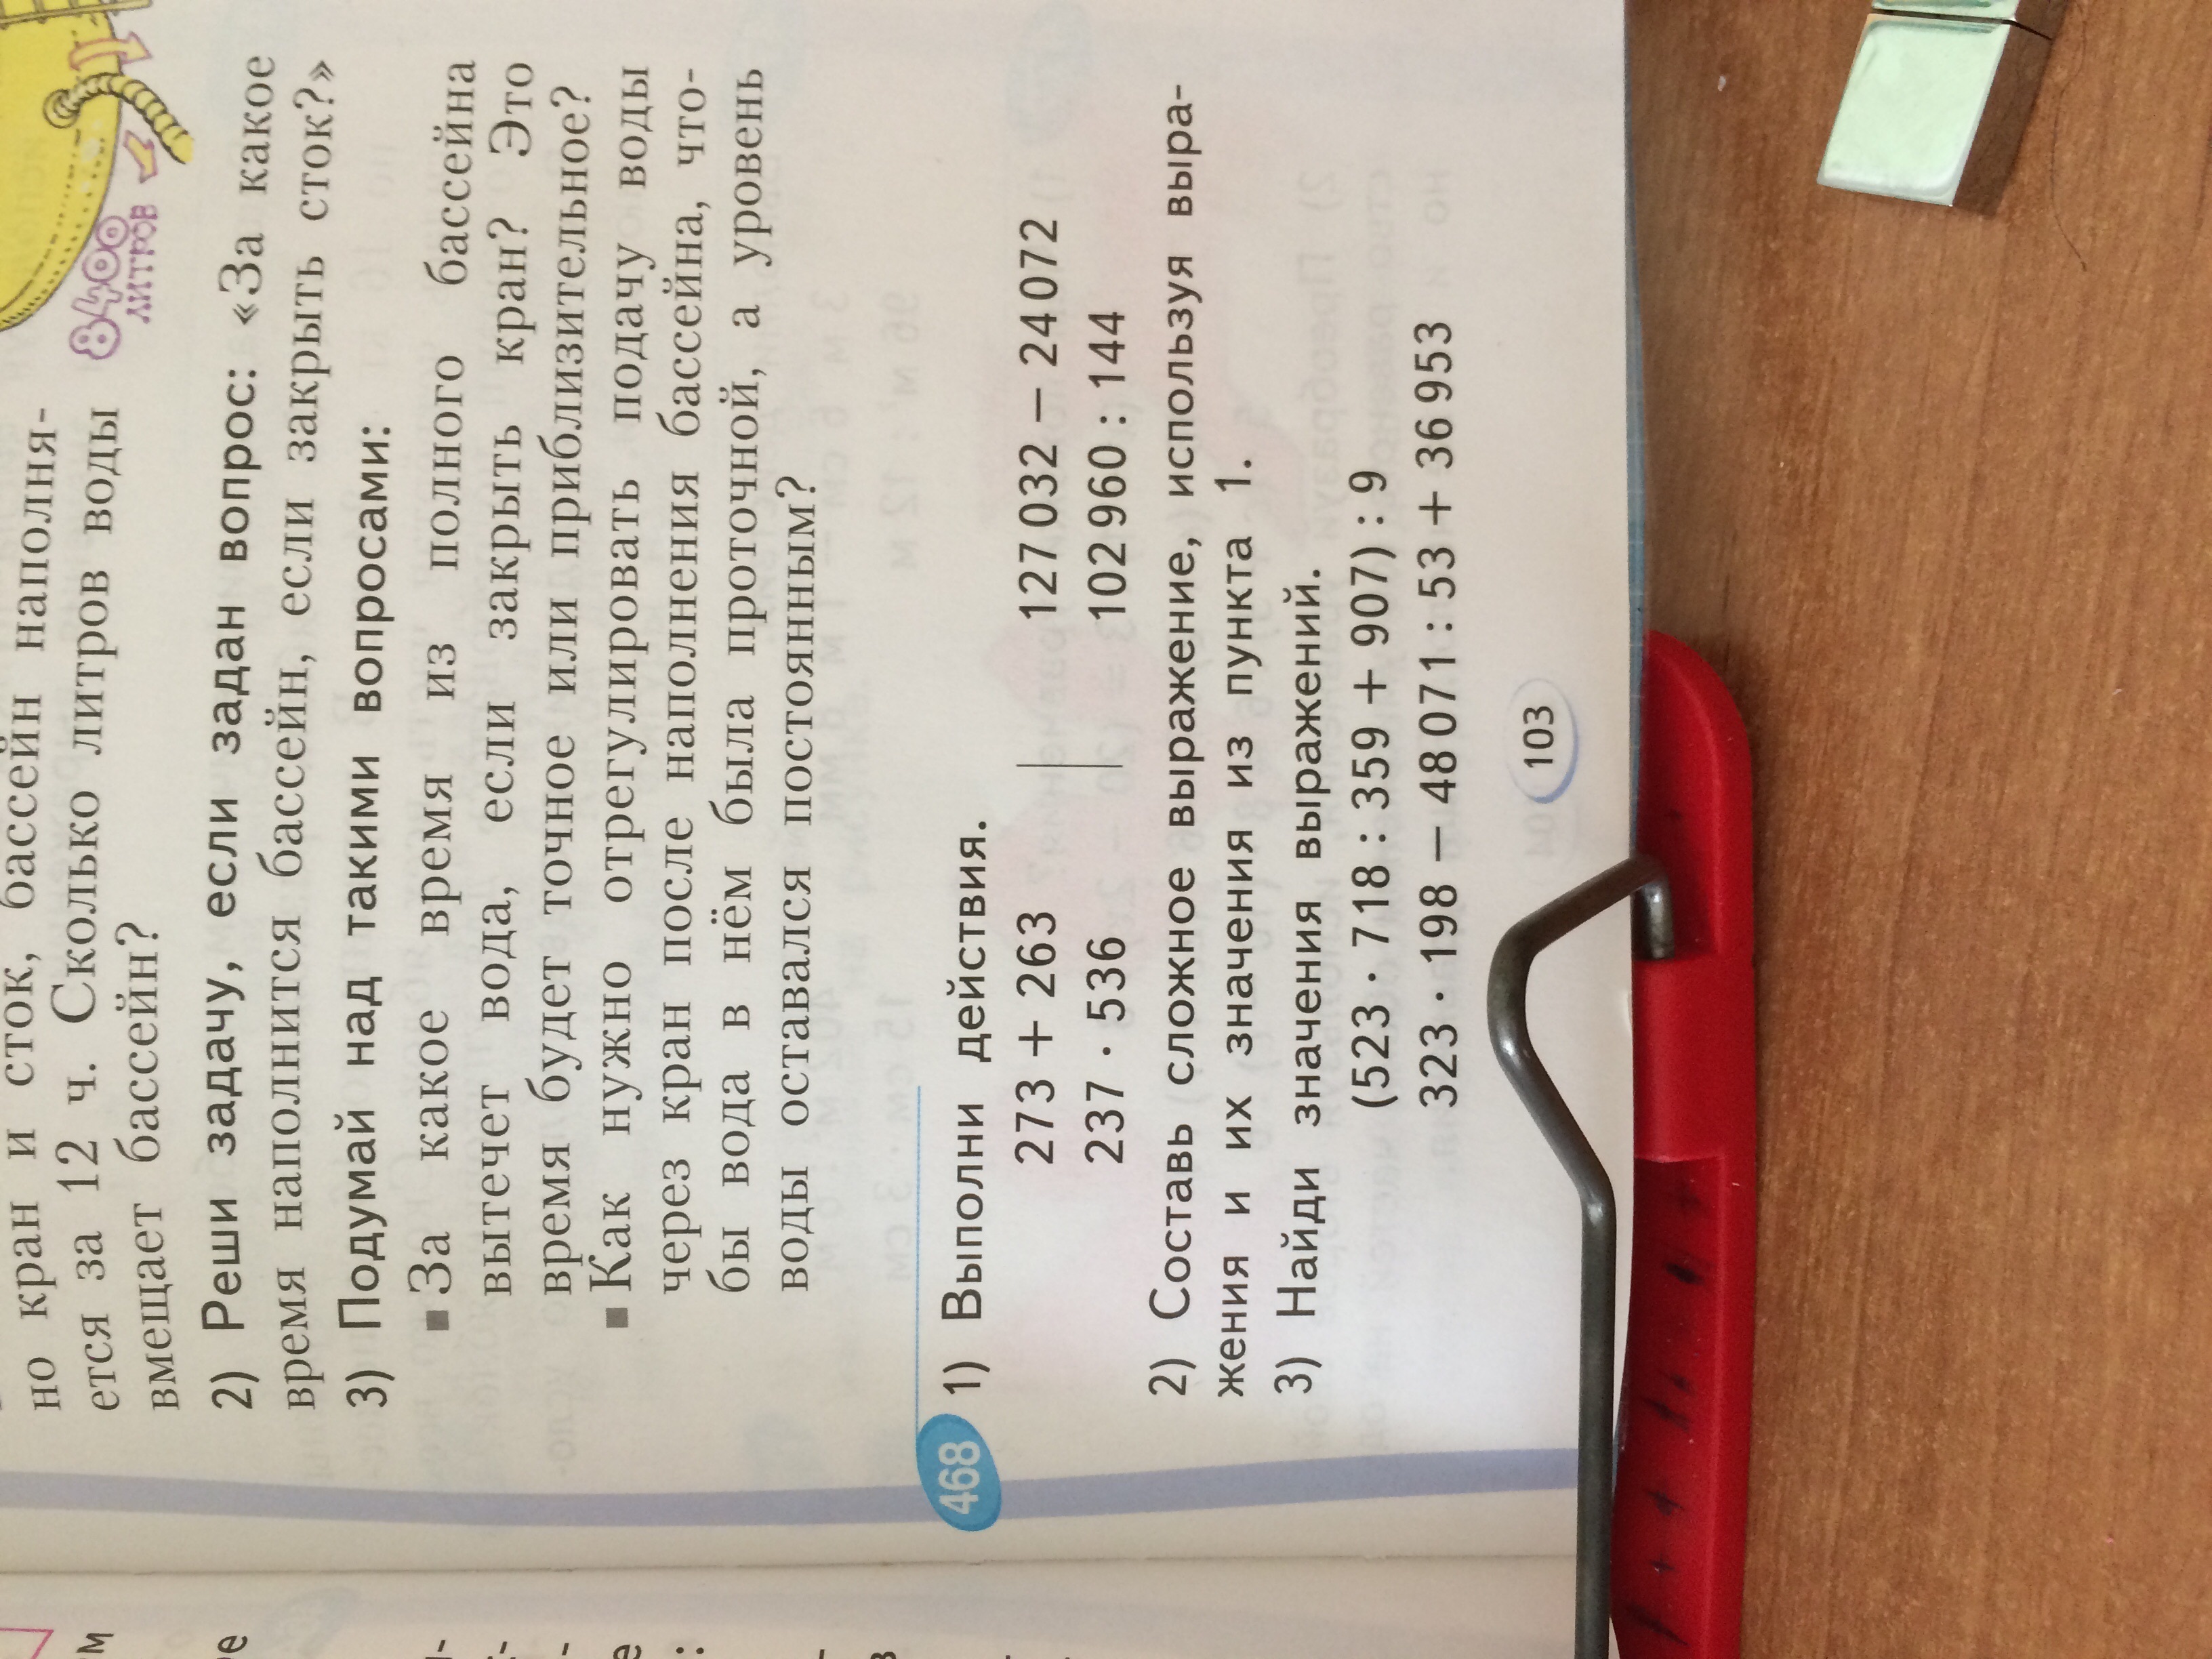 8400
ЛИТРОВ
но кран и сток, бассейн наполня-
ется за 12 ч. Сколько литров воды
вмещает бассейн?
2) Реши задачу, если задан вопрос: «За какое
время наполнится бассейн, если закрыть сток?»
3) Подумай над такими вопросами:
■ За какое время из полного бассейна
вытечет вода, если закрыть кран? Это
время будет точное или приблизительное?
■ Как нужно отрегулировать подачу воды
через кран после наполнения бассейна, что-
бы вода в нём была проточной, а уровень
воды оставался постоянным?
468 1) Выполни действия.
273 + 263 | 127 032 − 24 072
237 · 536 | 102 960 : 144
2) Составь сложное выражение, используя выра-
жения и их значения из пункта 1.
3) Найди значения выражений.
(523 · 718 : 359 + 907) : 9
323 · 198 − 48 071 : 53 + 36 953
103